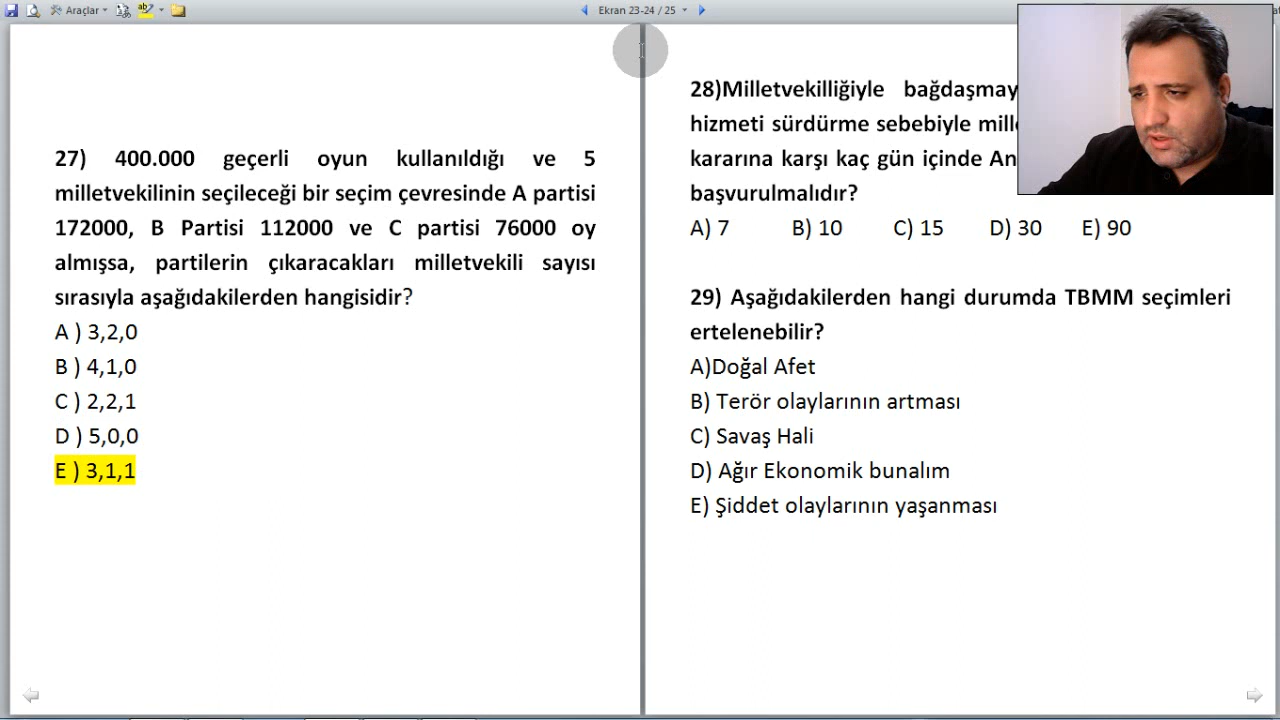 Araçlar
Ekran 23-24 / 25
27) 400.000 geçerli oyun kullanıldığı ve 5
milletvekilinin seçileceği bir seçim çevresinde A partisi
172000, B Partisi 112000 ve C partisi 76000 oy
almışsa, partilerin çıkaracakları milletvekili sayısı
sırasıyla aşağıdakilerden hangisidir?
A ) 3,2,0
B ) 4,1,0
C ) 2,2,1
D ) 5,0,0
E ) 3,1,1
28)Milletvekilliğiyle
hizmeti sürdürme sebebiyle
kararına karşı kaç gün içinde
başvurulmalıdır?
A) 7 B) 10 C) 15 D) 30 E) 90
29) Aşağıdakilerden hangi durumda TBMM seçimleri
ertelenebilir?
A)Doğal Afet
B) Terör olaylarının artması
C) Savaş Hali
D) Ağır Ekonomik bunalım
E) Şiddet olaylarının yaşanması